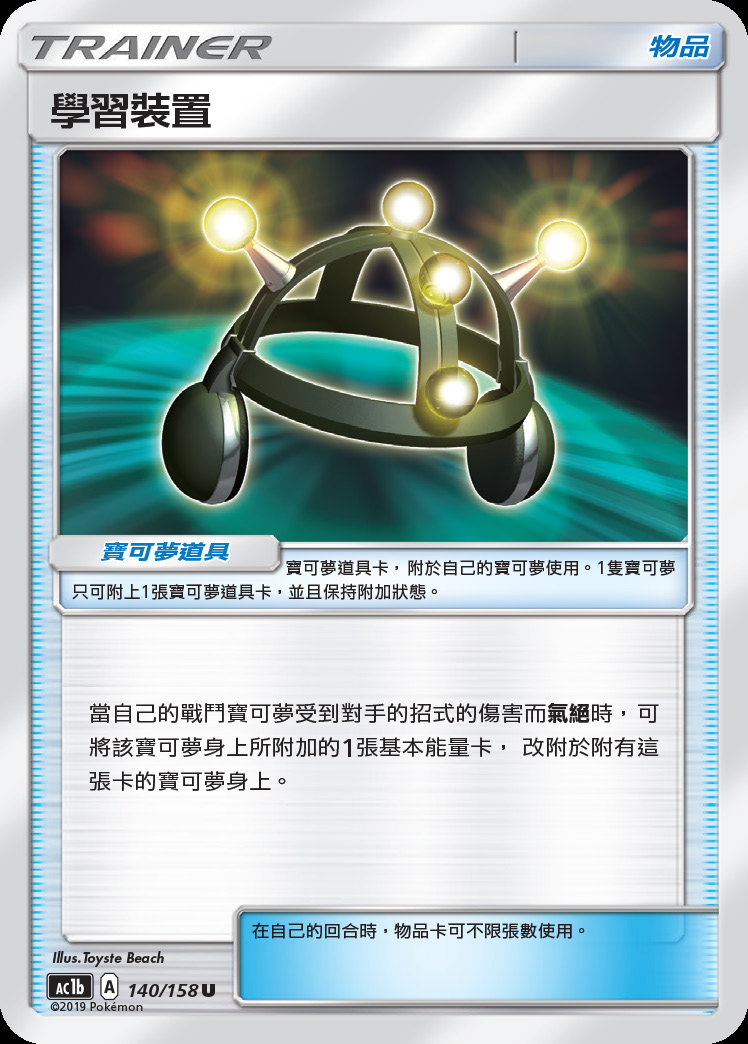 TRAINER
物品
學習裝置
寶可夢道具
寶可夢道具卡，附於自己的寶可夢使用。1隻寶可夢
只可附上1張寶可夢道具卡，並且保持附加狀態。
當自己的戰鬥寶可夢受到對手的招式的傷害而氣絕時，可
將該寶可夢身上所附加的1張基本能量卡， 改附於附有這
張卡的寶可夢身上。
在自己的回合時，物品卡可不限張數使用。
Illus. Toyste Beach
AC1b A 140/158 U
©2019 Pokémon